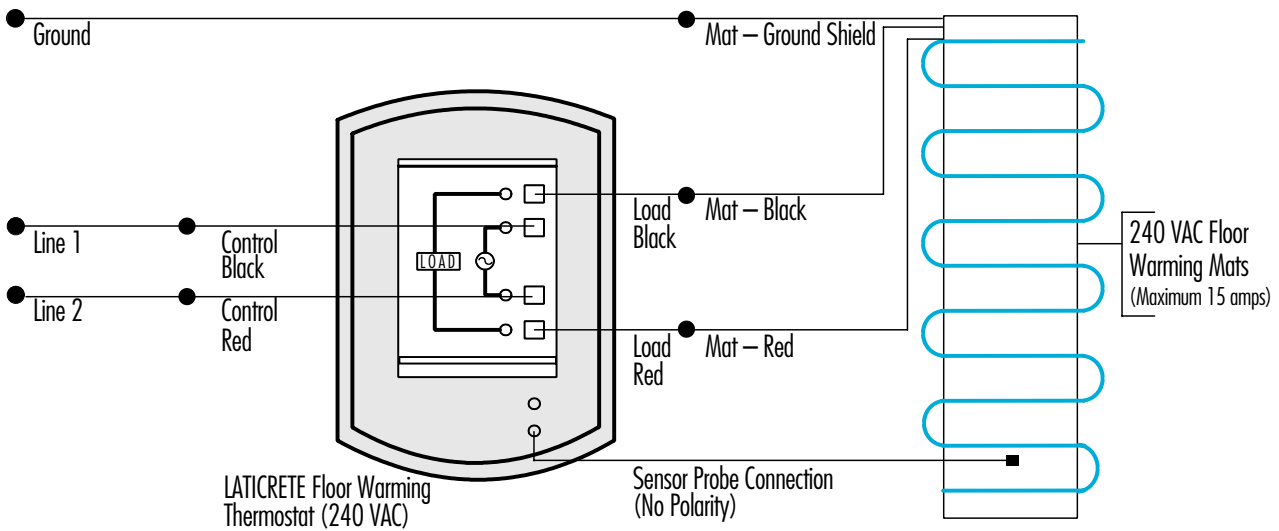 Ground
Mat – Ground Shield
Line 1
Control
Black
LOAD
Load
Black
Mat – Black
240 VAC Floor
Warming Mats
(Maximum 15 amps)
Line 2
Control
Red
Load
Red
Mat – Red
LATICRETE Floor Warming
Thermostat (240 VAC)
Sensor Probe Connection
(No Polarity)